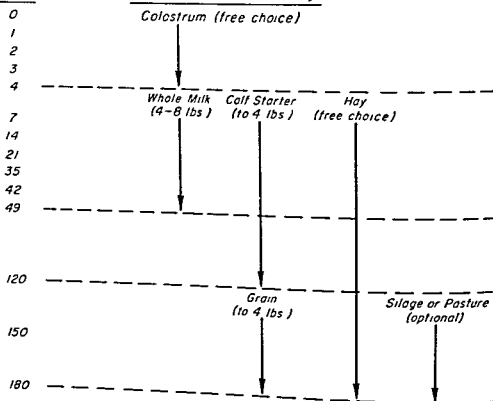 0
Colostrum (free choice)
1
2
3
4
Whole Milk
(4-8 lbs)
Calf Starter
(to 4 lbs)
Hay
(free choice)
7
14
21
35
42
49
120
Grain
(to 4 lbs)
Silage or Pasture
(optional)
150
180